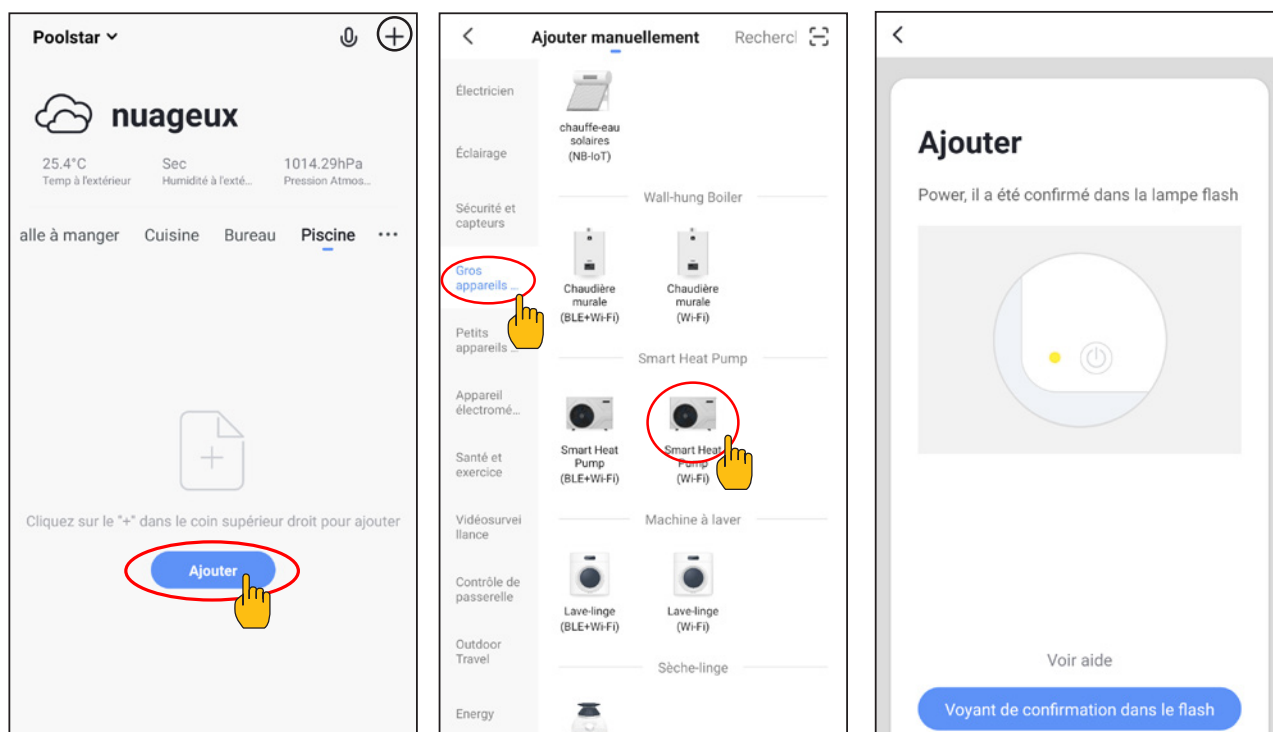 Poolstar
nuageux
25.4°C Sec 1014.29hPa
Temp à l'extérieur Humidité à l'exté... Pression Atmos...
alle à manger Cuisine Bureau Piscine ...
Cliquez sur le "+" dans le coin supérieur droit pour ajouter
Ajouter
Ajouter manuellement Recherc
Électricien
Éclairage
Sécurité et
capteurs
Gros
appareils ...
Petits
appareils ...
Appareil
électromé...
Santé et
exercice
Vidéosurvei
llance
Contrôle de
passerelle
Outdoor
Travel
Energy
chauffe-eau
solaires
(NB-IoT)
Wall-hung Boiler
Chaudière
murale
(BLE+Wi-Fi)
Chaudière
murale
(Wi-Fi)
Smart Heat Pump
Smart Heat
Pump
(BLE+Wi-Fi)
Smart Heat
Pump
(Wi-Fi)
Machine à laver
Lave-linge
(BLE+Wi-Fi)
Lave-linge
(Wi-Fi)
Sèche-linge
Ajouter
Power, il a été confirmé dans la lampe flash
Voir aide
Voyant de confirmation dans le flash